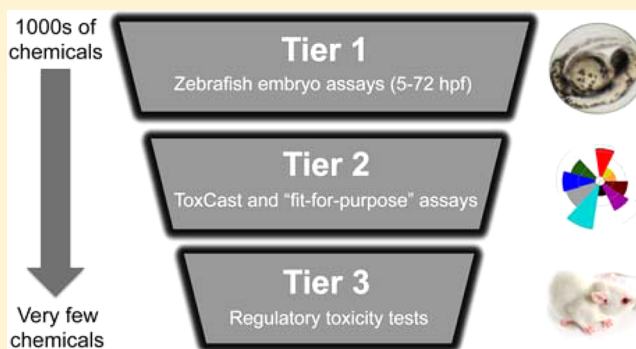 1000s of
chemicals
Tier 1
Zebrafish embryo assays (5-72 hpf)
Tier 2
ToxCast and “fit-for-purpose” assays
Tier 3
Regulatory toxicity tests
Very few
chemicals